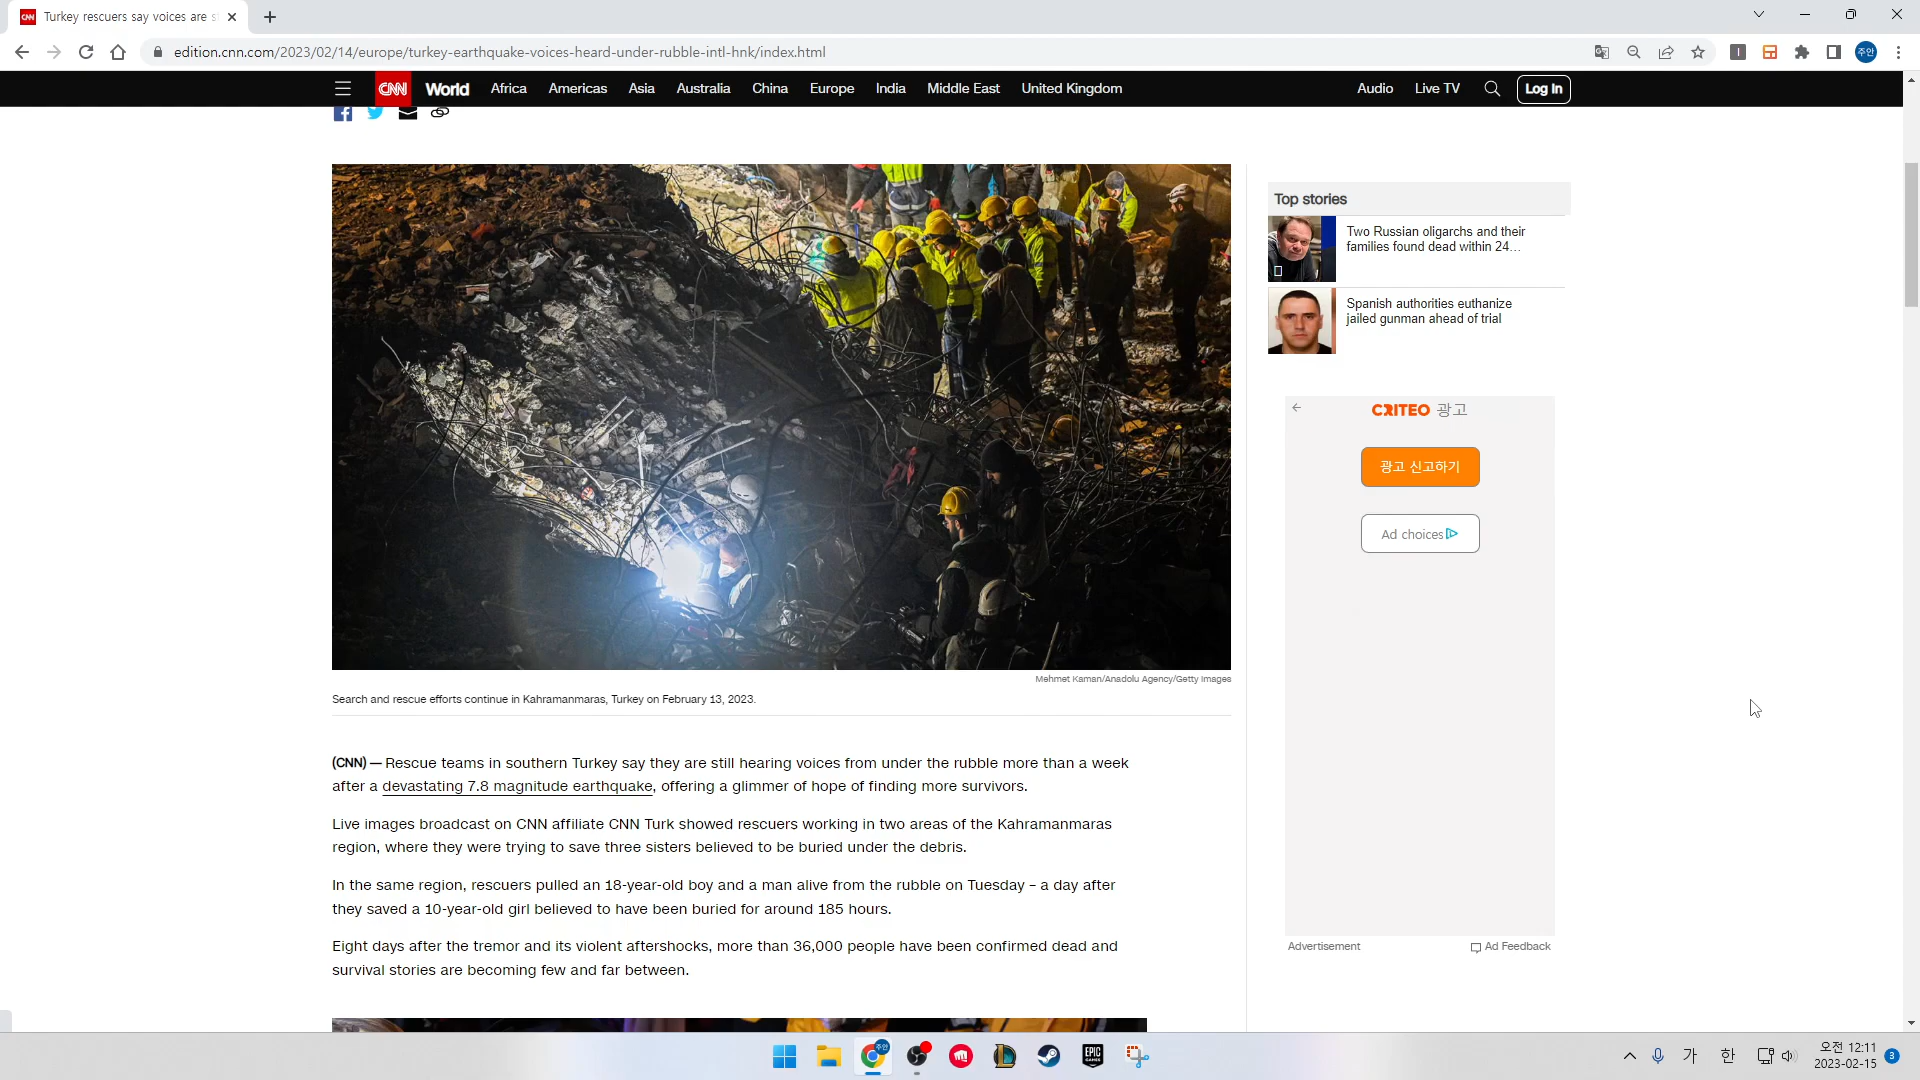 CNN
Turkey rescuers say voices are s
edition.cnn.com/2023/02/14/europe/turkey-earthquake-voices-heard-under-rubble-intl-hnk/index.html
주안
CNN World Africa Americas Asia Australia China Europe India Middle East United Kingdom Audio Live TV Log In
Mehmet Kaman/Anadolu Agency/Getty Images
Search and rescue efforts continue in Kahramanmaras, Turkey on February 13, 2023.
(CNN) — Rescue teams in southern Turkey say they are still hearing voices from under the rubble more than a week
after a devastating 7.8 magnitude earthquake, offering a glimmer of hope of finding more survivors.
Live images broadcast on CNN affiliate CNN Turk showed rescuers working in two areas of the Kahramanmaras
region, where they were trying to save three sisters believed to be buried under the debris.
In the same region, rescuers pulled an 18-year-old boy and a man alive from the rubble on Tuesday – a day after
they saved a 10-year-old girl believed to have been buried for around 185 hours.
Eight days after the tremor and its violent aftershocks, more than 36,000 people have been confirmed dead and
survival stories are becoming few and far between.
Top stories
Two Russian oligarchs and their
families found dead within 24...
Spanish authorities euthanize
jailed gunman ahead of trial
CRITEO 광고
광고 신고하기
Ad choices
Advertisement
Ad Feedback
주안
EPIC
GAMES
가
한
오전 12:11
2023-02-15
3